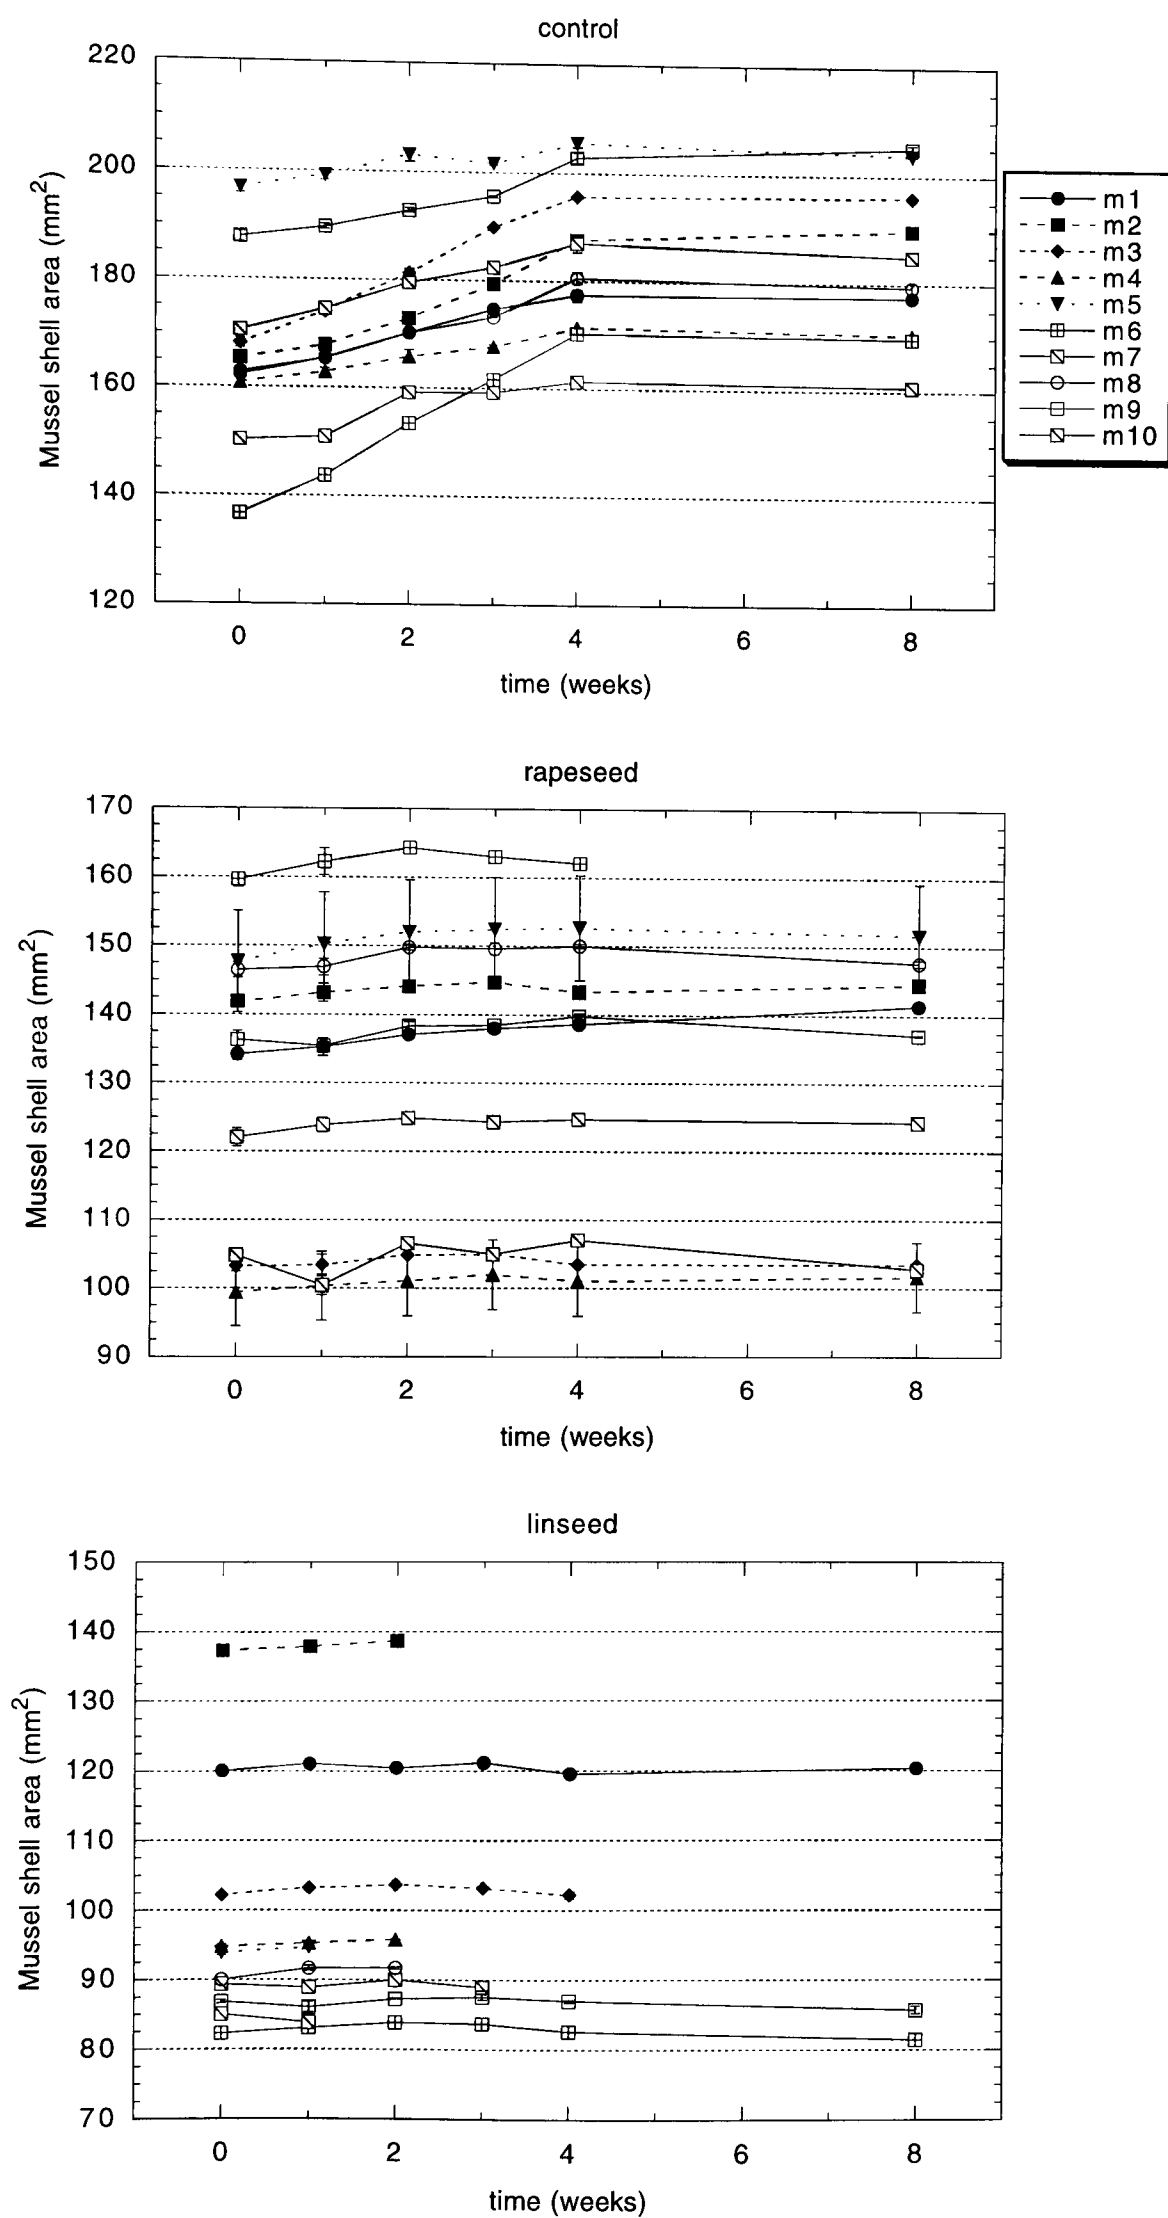 control
220
200
180
160
140
120
Mussel shell area (mm2)
0 2 4 6 8
time (weeks)
m1
m2
m3
m4
m5
m6
m7
m8
m9
m10
rapeseed
170
160
150
140
130
120
110
100
90
Mussel shell area (mm2)
0 2 4 6 8
time (weeks)
linseed
150
140
130
120
110
100
90
80
70
Mussel shell area (mm2)
0 2 4 6 8
time (weeks)